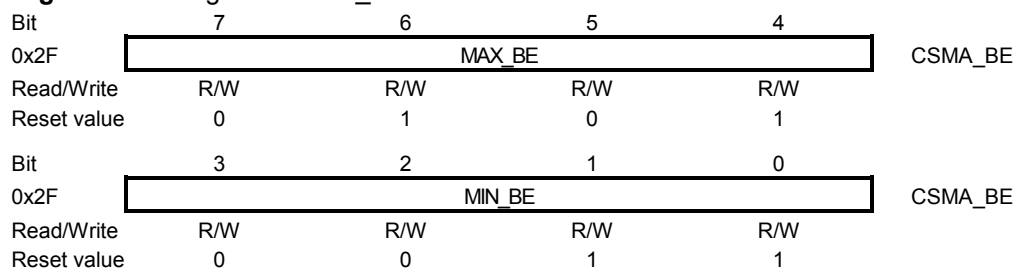 Bit 7 6 5 4
0x2F MAX_BE CSMA_BE
Read/Write R/W R/W R/W R/W
Reset value 0 1 0 1
Bit 3 2 1 0
0x2F MIN_BE CSMA_BE
Read/Write R/W R/W R/W R/W
Reset value 0 0 1 1